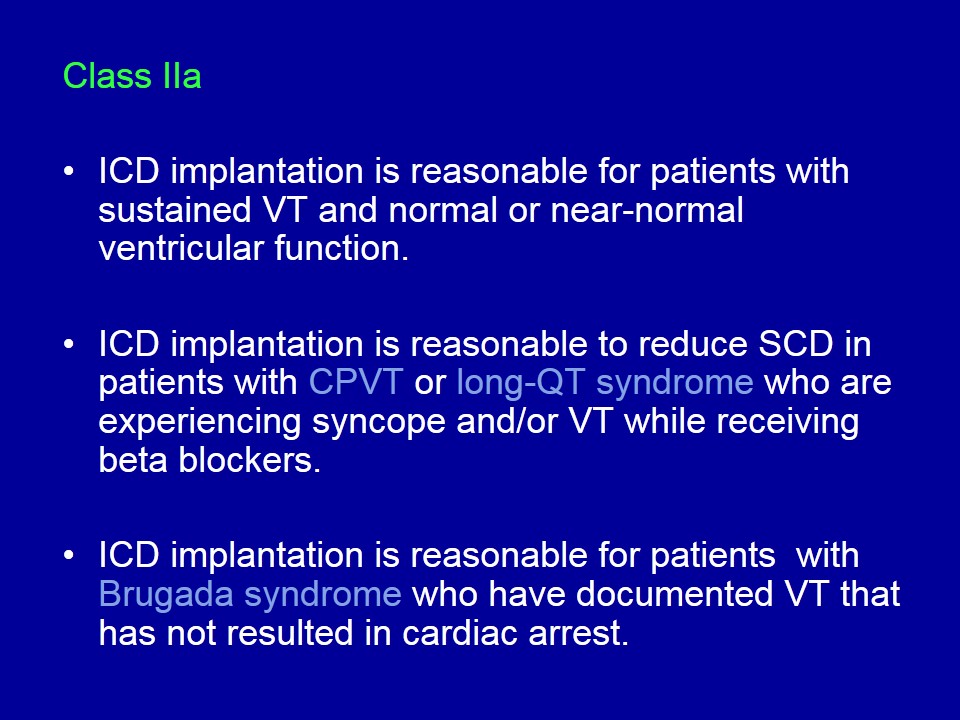 Class IIa
• ICD implantation is reasonable for patients with
sustained VT and normal or near-normal
ventricular function.
• ICD implantation is reasonable to reduce SCD in
patients with CPVT or long-QT syndrome who are
experiencing syncope and/or VT while receiving
beta blockers.
• ICD implantation is reasonable for patients  with
Brugada syndrome who have documented VT that
has not resulted in cardiac arrest.